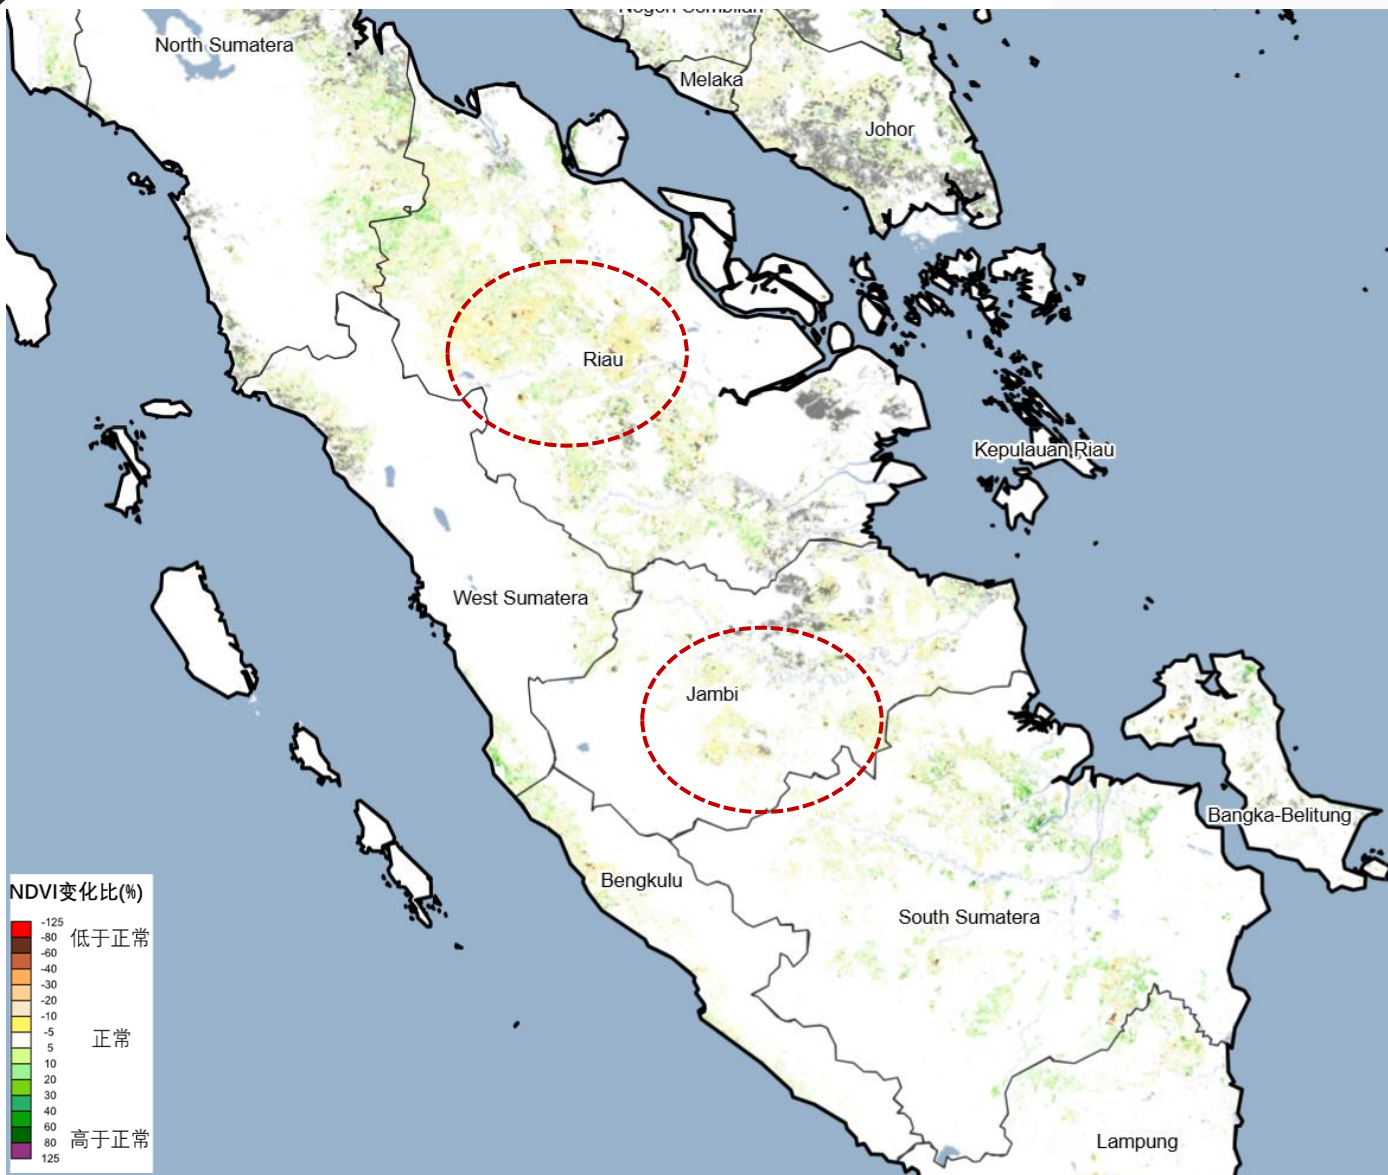 Negeri Sembilan
North Sumatera
Melaka
Johor
Riau
Kepulauan Riau
West Sumatera
Jambi
Bangka-Belitung
Bengkulu
South Sumatera
Lampung
NDVI变化比(%)
-125
-80
低于正常
-60
-40
-30
-20
-10
-5
正常
5
10
20
30
40
60
80
高于正常
125